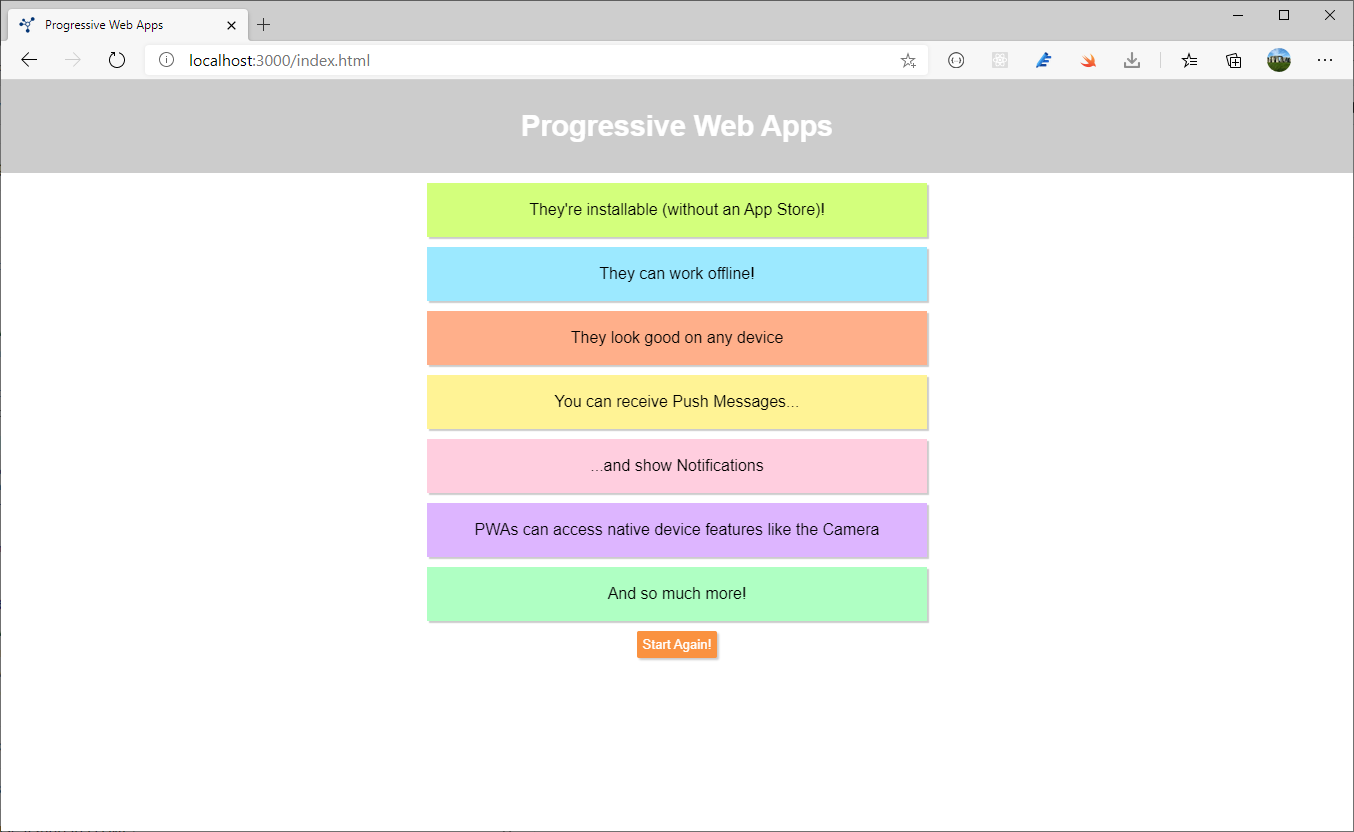 Progressive Web Apps
localhost:3000/index.html
Progressive Web Apps
They're installable (without an App Store)!
They can work offline!
They look good on any device
You can receive Push Messages...
...and show Notifications
PWAs can access native device features like the Camera
And so much more!
Start Again!